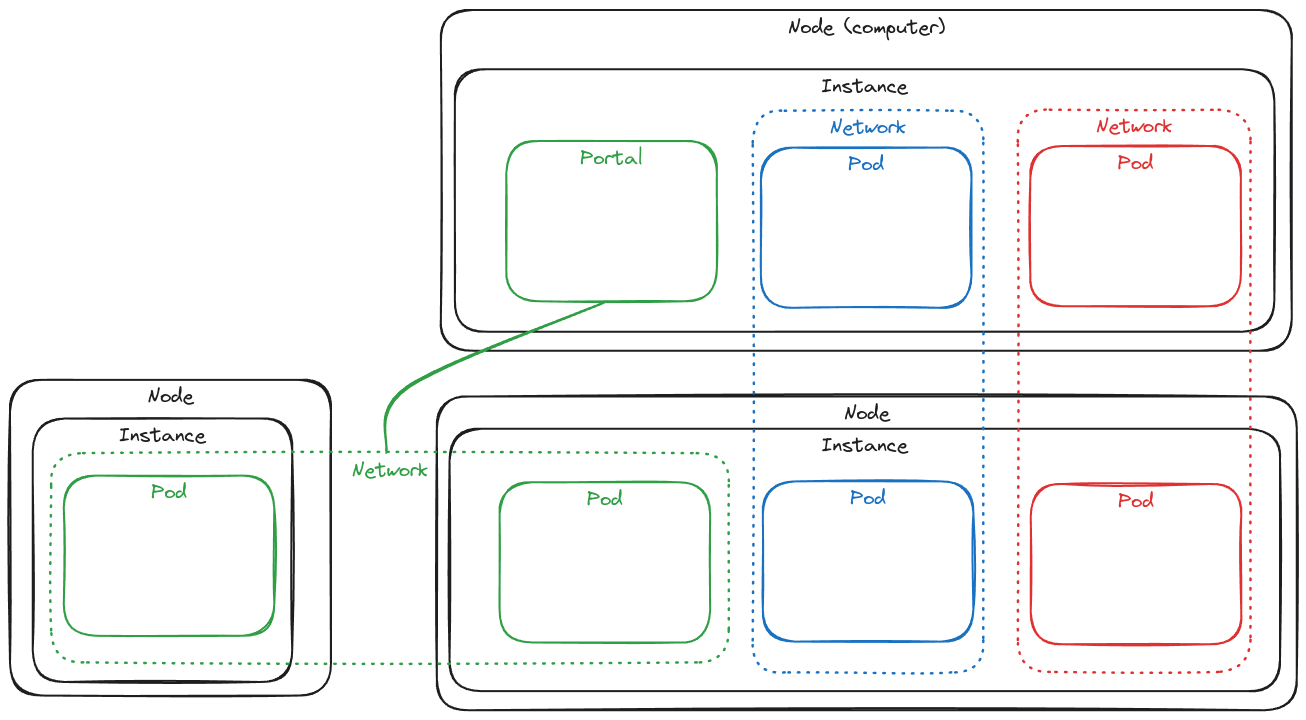 Node (computer)
Instance
Network
Network
Portal
Pod
Pod
Node
Node
Instance
Instance
Network
Pod
Pod
Pod
Pod